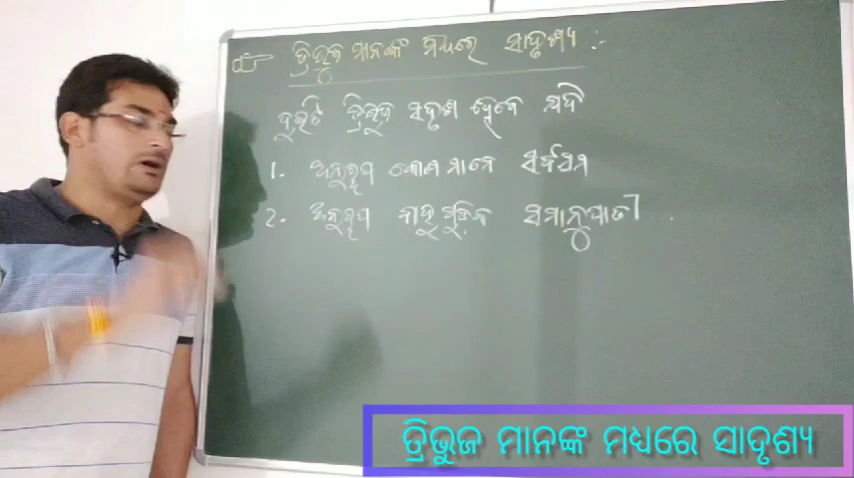 ତ୍ରିଭୁଜ ମାନଙ୍କ ମଧ୍ୟରେ ସାଦୃଶ୍ୟ :-
ଦୁଇଟି ତ୍ରିଭୁଜ ସଦୃଶ ହେବେ ଯଦି
1. ଅନୁରୂପ କୋଣ ମାନେ ସର୍ବସମ
2. ଅନୁରୂପ ବାହୁ ଗୁଡ଼ିକ ସମାନୁପାତୀ .
ତ୍ରିଭୁଜ ମାନଙ୍କ ମଧ୍ୟରେ ସାଦୃଶ୍ୟ